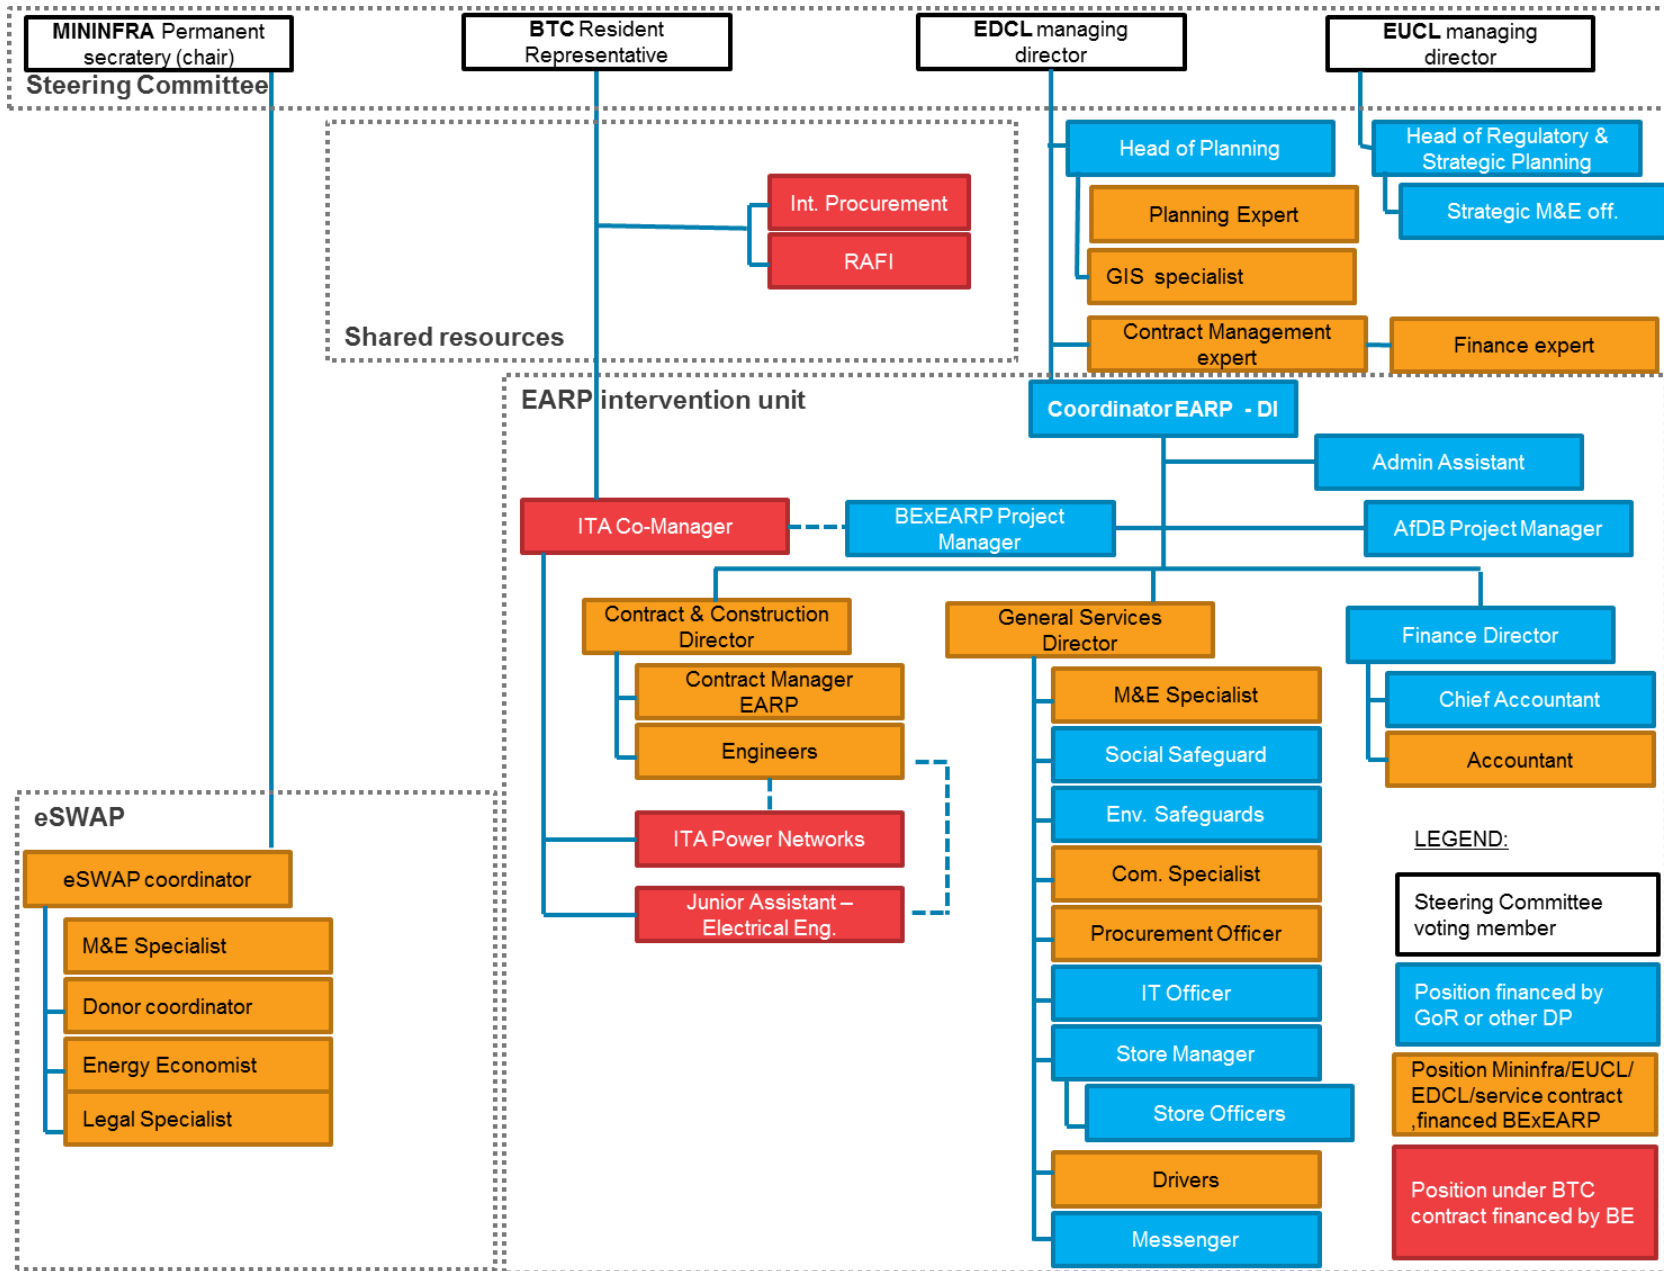 MININFRA Permanent
secratery (chair)
BTC Resident
Representative
EDCL managing
director
EUCL managing
director
Steering Committee
Head of Planning
Head of Regulatory &
Strategic Planning
Int. Procurement
Planning Expert
Strategic M&E off.
RAFI
GIS specialist
Shared resources
Contract Management
expert
Finance expert
EARP intervention unit
Coordinator EARP - DI
Admin Assistant
ITA Co-Manager
BExEARP Project
Manager
AfDB Project Manager
Contract & Construction
Director
General Services
Director
Finance Director
Contract Manager
EARP
M&E Specialist
Chief Accountant
Engineers
Social Safeguard
Accountant
eSWAP
Env. Safeguards
ITA Power Networks
LEGEND:
eSWAP coordinator
Com. Specialist
Junior Assistant –
Electrical Eng.
Steering Committee
voting member
M&E Specialist
Procurement Officer
Donor coordinator
IT Officer
Position financed by
GoR or other DP
Energy Economist
Store Manager
Position Mininfra/EUCL/
EDCL/service contract
,financed BExEARP
Legal Specialist
Store Officers
Drivers
Position under BTC
contract financed by BE
Messenger